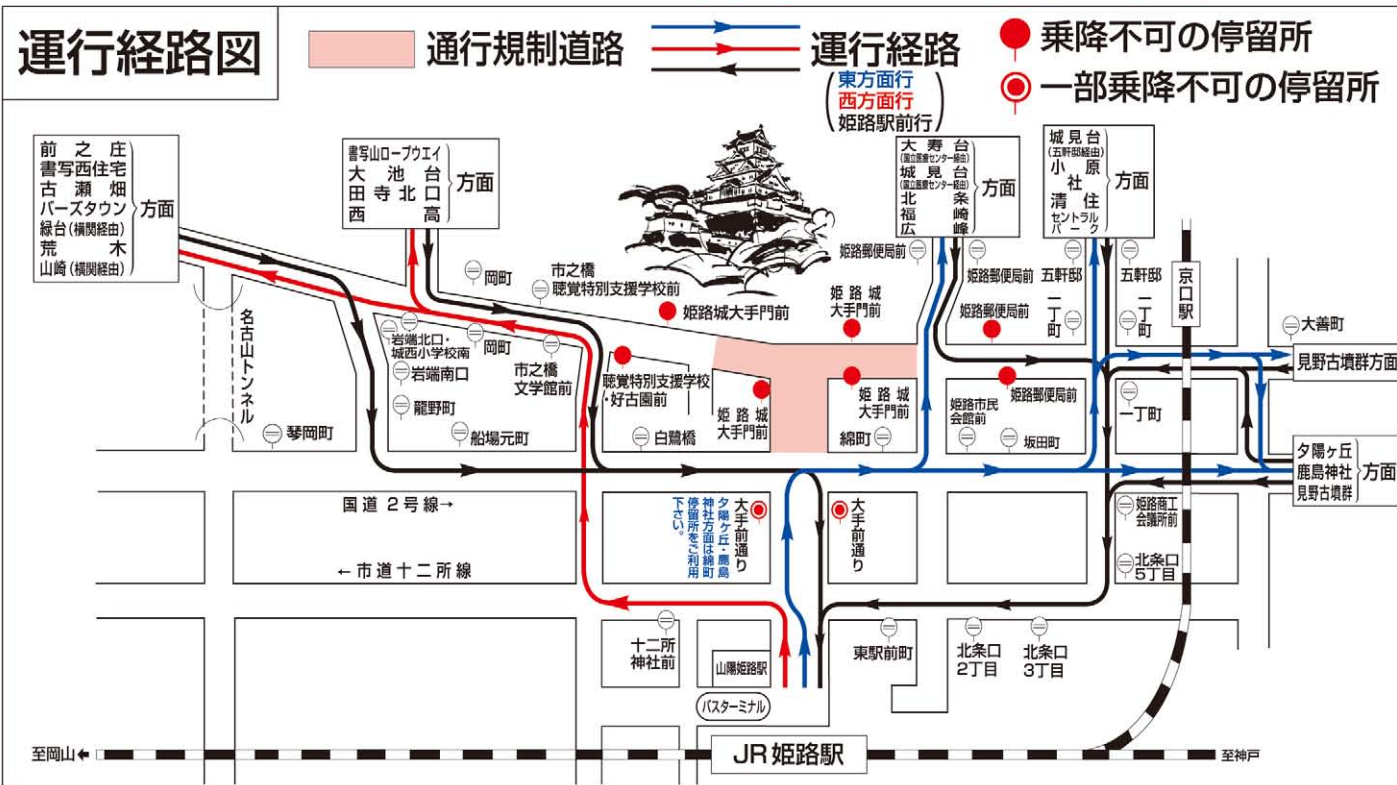 運行経路図
通行規制道路
運行経路
(東方面行
西方面行
姫路駅前行)
乗降不可の停留所
一部乗降不可の停留所
前之庄
書写西住宅
古瀬畑
バーズタウン
緑台(横関経由)
荒木
山崎(横関経由)
方面
書写山ロープウエイ
大池台
田寺北口
西高
方面
大寿台
(国立医療センター経由)
城見台
(国立医療センター経由)
北条
福崎
広峰
方面
城見台
(五軒邸経由)
小原
社
清住
セントラル
パーク
方面
名古山トンネル
岡町
市之橋
聴覚特別支援学校前
姫路城大手門前
姫路城
大手門前
姫路郵便局前
姫路郵便局前
姫路郵便局前
五軒邸
五軒邸
一丁町
一丁町
京口駅
大善町
見野古墳群方面
岩端北口・
城西小学校南
岡町
岩端南口
市之橋
文学館前
聴覚特別支援学校
・好古園前
姫路城
大手門前
姫路城
大手門前
姫路郵便局前
龍野町
琴岡町
船場元町
白鷺橋
綿町
姫路市民
会館前
坂田町
一丁町
夕陽ヶ丘
鹿島神社
見野古墳群
方面
国道2号線→
←市道十二所線
大手前通り
夕陽ヶ丘・鹿島
神社方面は綿町
停留所をご利用
下さい。
大手前通り
姫路商工
会議所前
北条口
5丁目
十二所
神社前
山陽姫路駅
バスターミナル
東駅前町
北条口
2丁目
北条口
3丁目
至岡山←
JR姫路駅
→至神戸